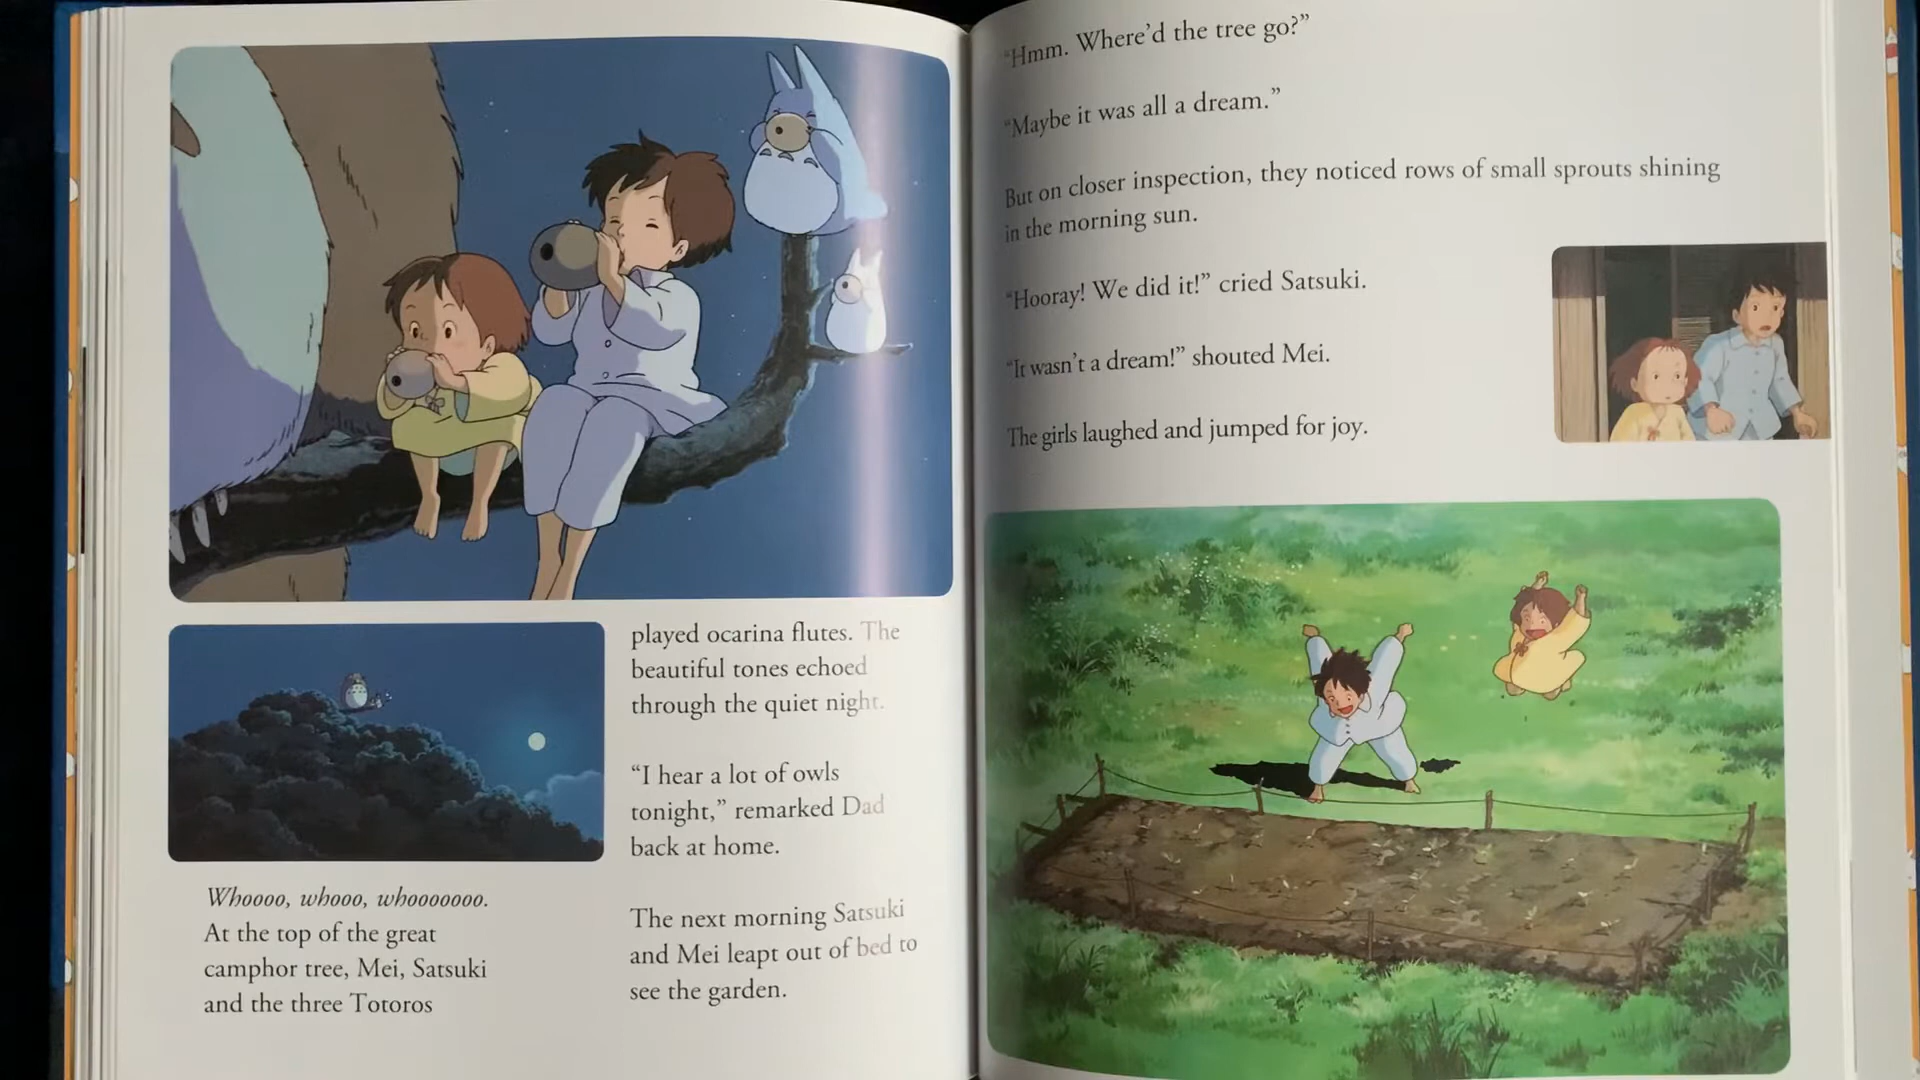 Whoooo, whooo, whooooooo.
At the top of the great
camphor tree, Mei, Satsuki
and the three Totoros
played ocarina flutes. The
beautiful tones echoed
through the quiet night.
“I hear a lot of owls
tonight,” remarked Dad
back at home.
The next morning Satsuki
and Mei leapt out of bed to
see the garden.
“Hmm. Where’d the tree go?”
“Maybe it was all a dream.”
But on closer inspection, they noticed rows of small sprouts shining
in the morning sun.
“Hooray! We did it!” cried Satsuki.
“It wasn’t a dream!” shouted Mei.
The girls laughed and jumped for joy.